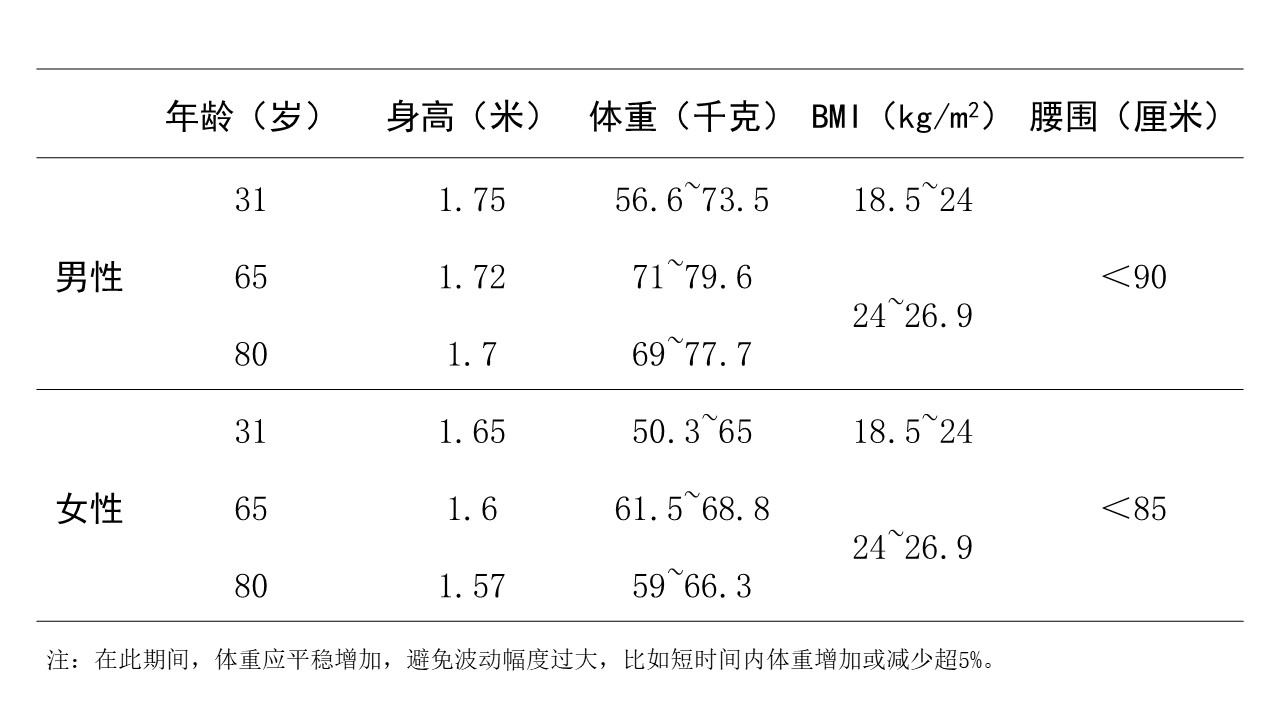 年龄（岁） 身高（米） 体重（千克） BMI（kg/m²） 腰围（厘米）
31 1.75 56.6~73.5 18.5~24
男性 65 1.72 71~79.6 <90
24~26.9
80 1.7 69~77.7
31 1.65 50.3~65 18.5~24
女性 65 1.6 61.5~68.8 <85
24~26.9
80 1.57 59~66.3
注：在此期间，体重应平稳增加，避免波动幅度过大，比如短时间内体重增加或减少超5%。